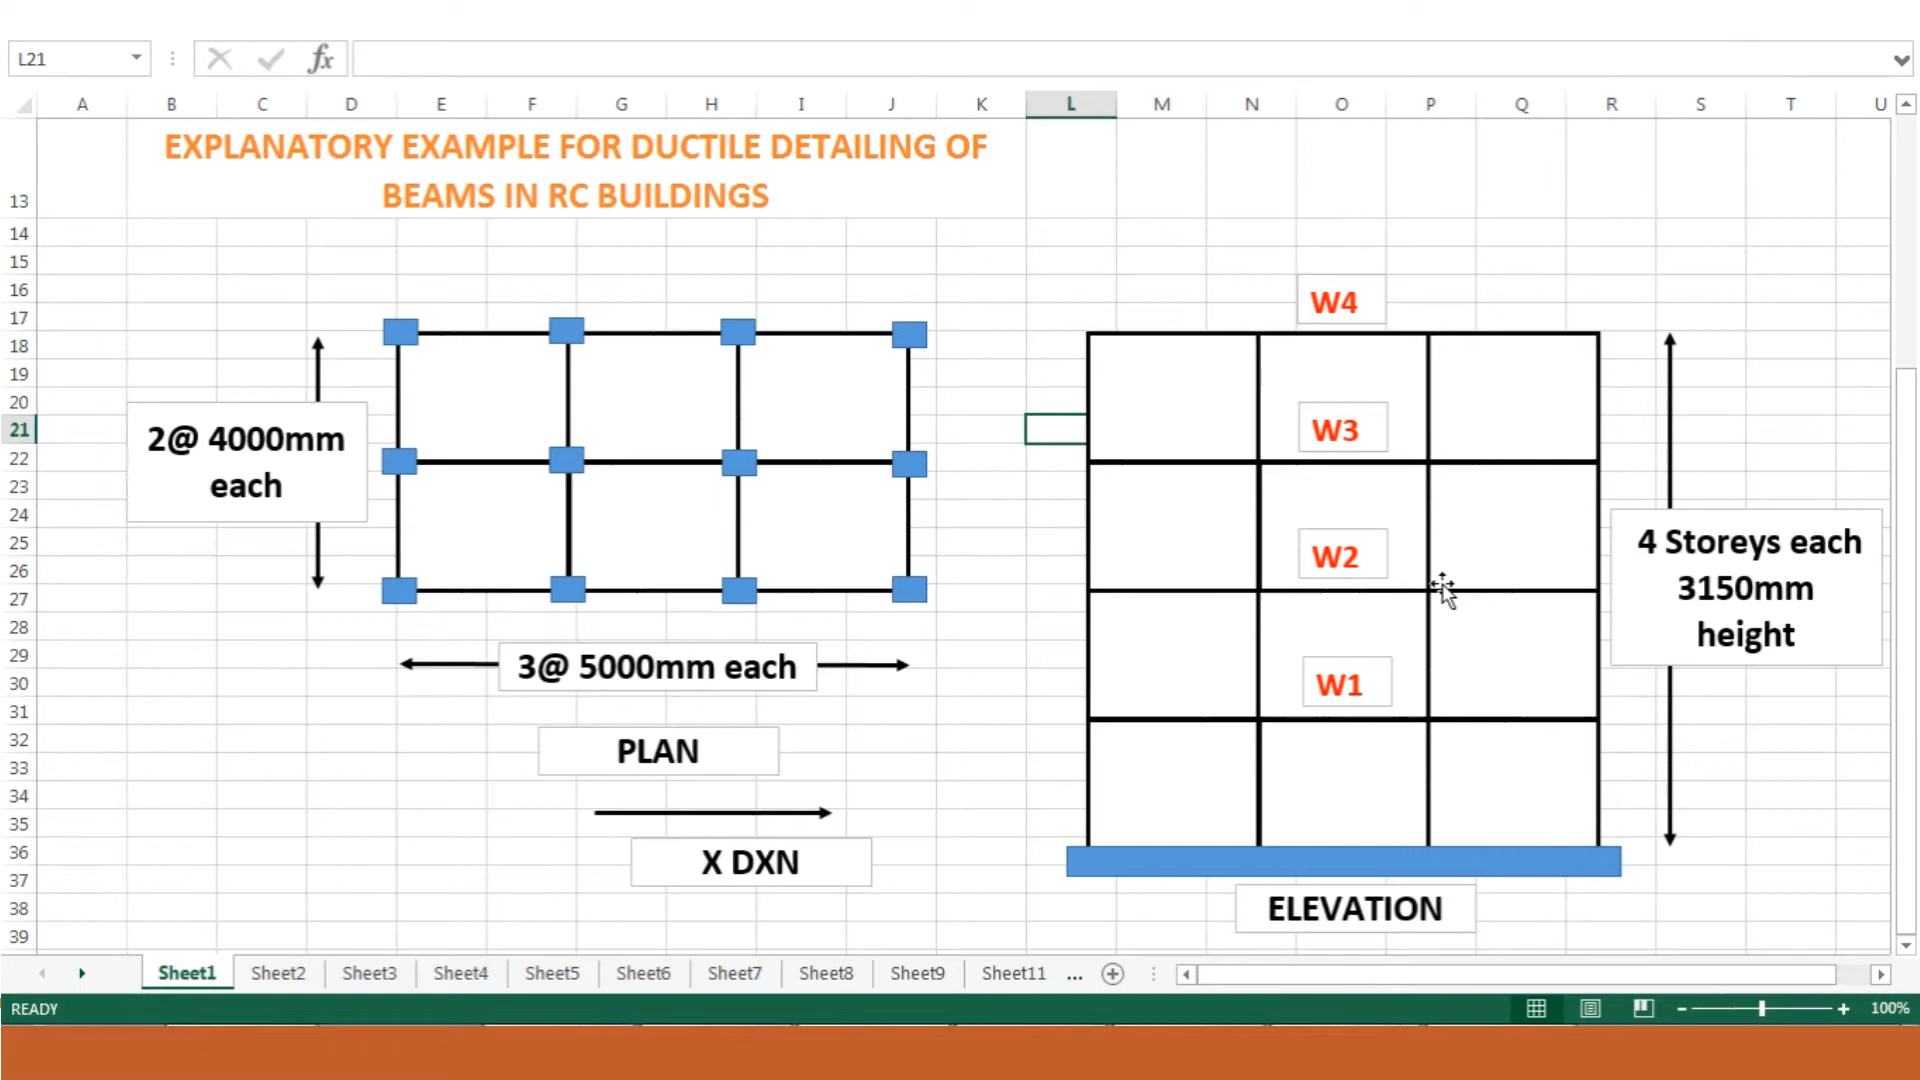 L21
fx
A B C D E F G H I J K L M N O P Q R S T U
EXPLANATORY EXAMPLE FOR DUCTILE DETAILING OF
BEAMS IN RC BUILDINGS
13
14
15
16
17
18
19
20
21
22
23
24
25
26
27
28
29
30
31
32
33
34
35
36
37
38
39
2@ 4000mm
each
3@ 5000mm each
PLAN
X DXN
W4
W3
W2
W1
4 Storeys each
3150mm
height
ELEVATION
Sheet1 Sheet2 Sheet3 Sheet4 Sheet5 Sheet6 Sheet7 Sheet8 Sheet9 Sheet11 ...
READY
100%